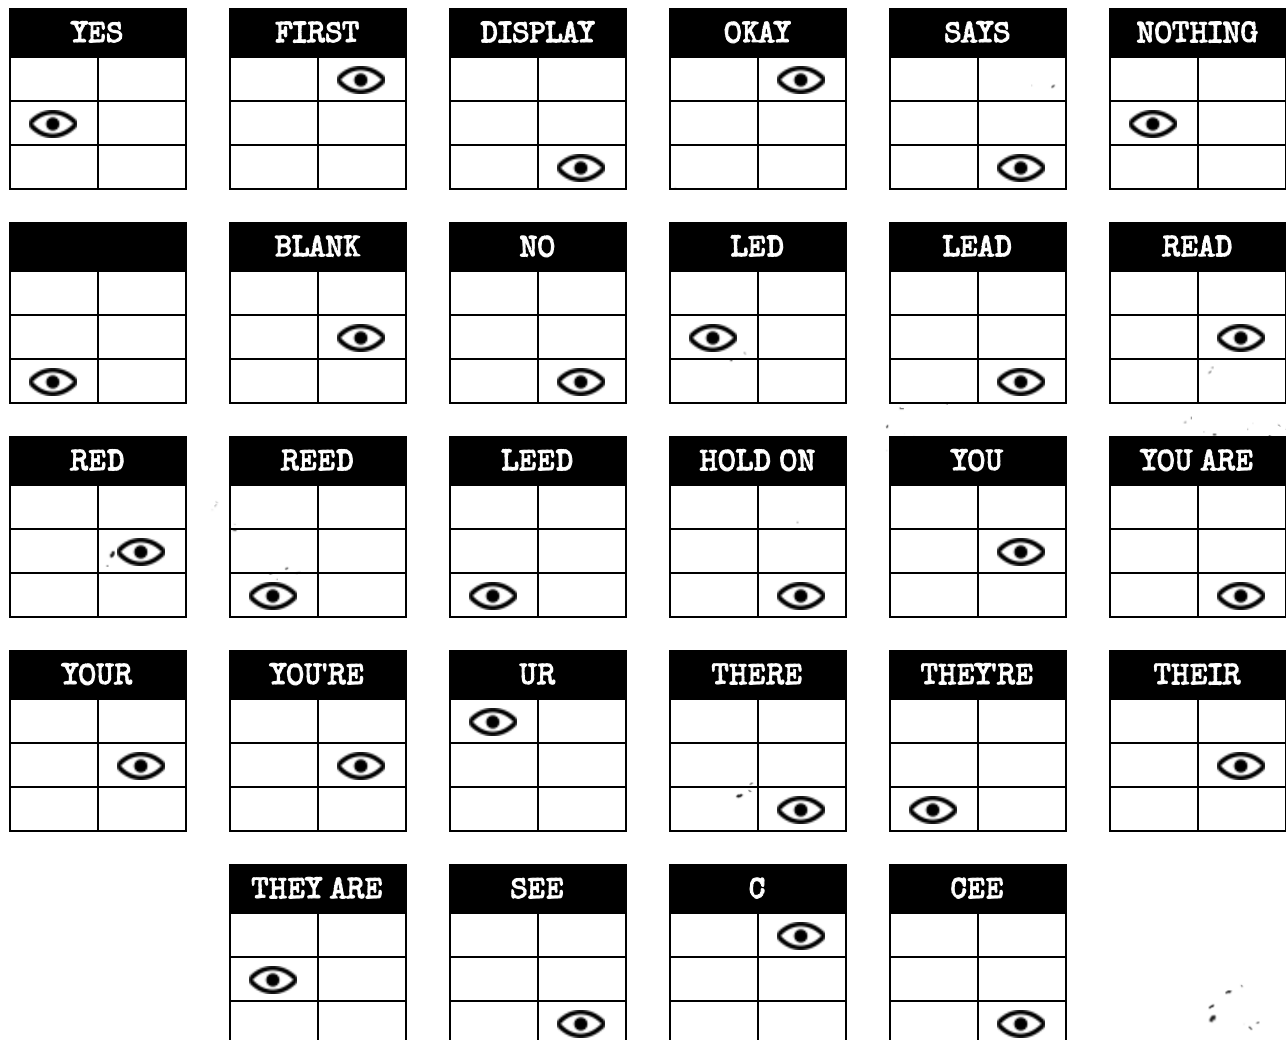 YES FIRST DISPLAY OKAY SAYS NOTHING
BLANK NO LED LEAD READ
RED REED LEED HOLD ON YOU YOU ARE
YOUR YOU'RE UR THERE THEY'RE THEIR
THEY ARE SEE C CEE